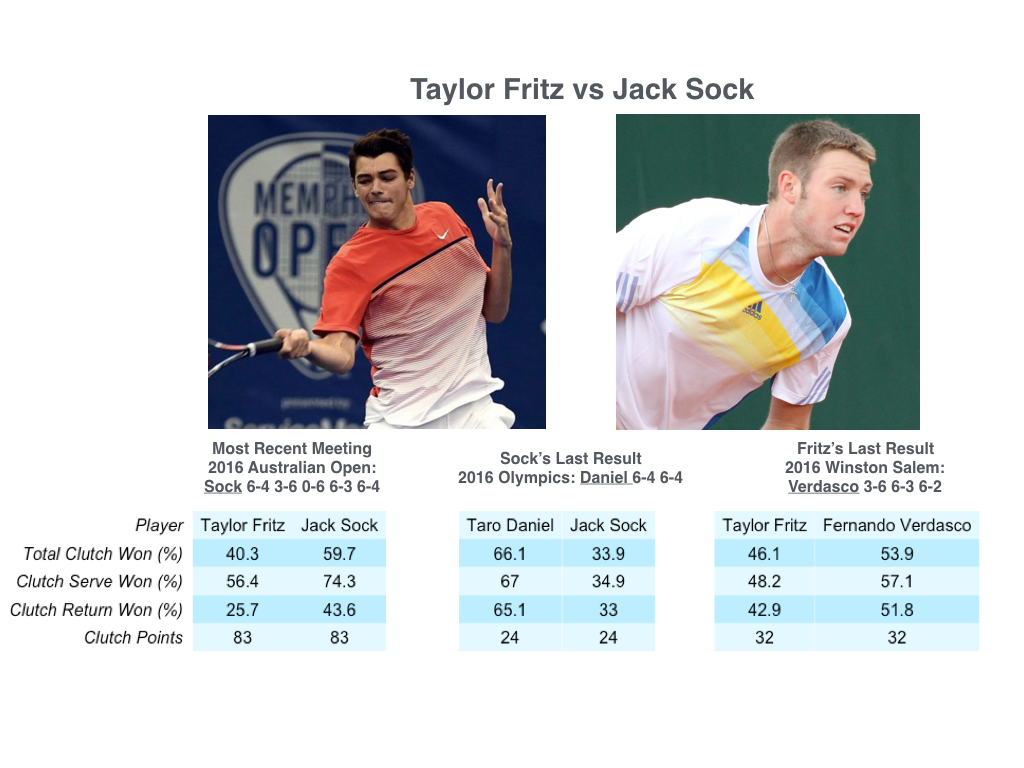 Taylor Fritz vs Jack Sock
MEMPH
OPE
presented by
adidas
Most Recent Meeting
2016 Australian Open:
Sock 6-4 3-6 0-6 6-3 6-4
Sock’s Last Result
2016 Olympics: Daniel 6-4 6-4
Fritz’s Last Result
2016 Winston Salem:
Verdasco 3-6 6-3 6-2
Player Taylor Fritz Jack Sock Taro Daniel Jack Sock Taylor Fritz Fernando Verdasco
Total Clutch Won (%) 40.3 59.7 66.1 33.9 46.1 53.9
Clutch Serve Won (%) 56.4 74.3 67 34.9 48.2 57.1
Clutch Return Won (%) 25.7 43.6 65.1 33 42.9 51.8
Clutch Points 83 83 24 24 32 32